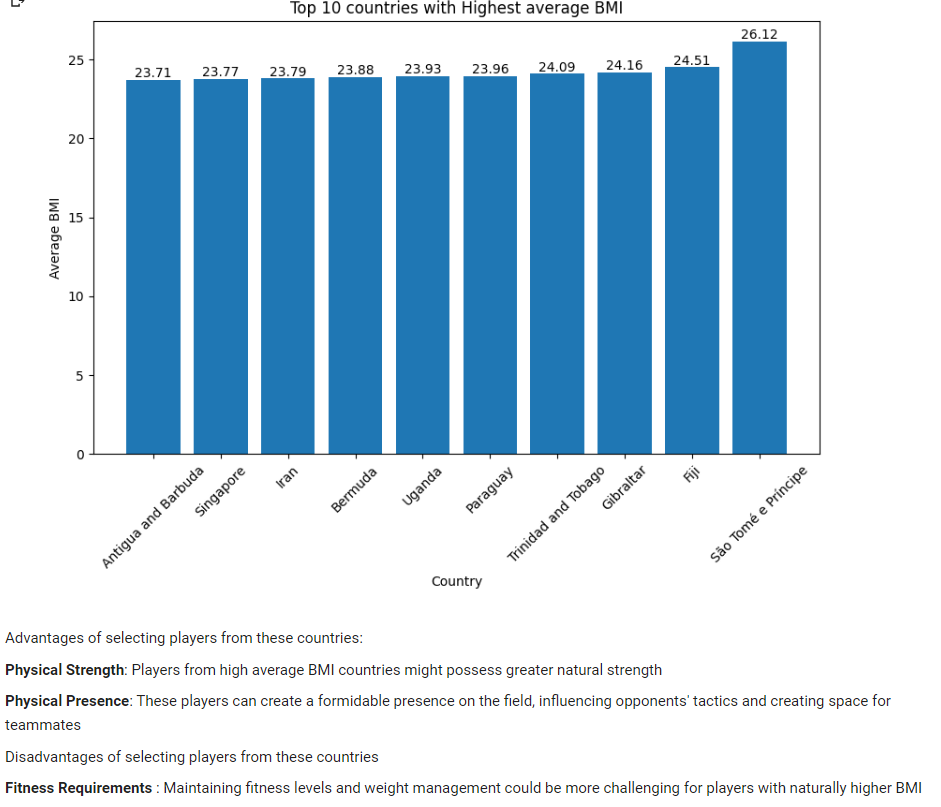 Top 10 countries with Highest average BMI
26.12
23.71 23.77 23.79 23.88 23.93 23.96 24.09 24.16 24.51
25
20
15
10
5
0
Average BMI
Antigua and Barbuda
Singapore
Iran
Bermuda
Uganda
Paraguay
Trinidad and Tobago
Gibraltar
Fiji
São Tomé e Príncipe
Country
Advantages of selecting players from these countries:
Physical Strength: Players from high average BMI countries might possess greater natural strength
Physical Presence: These players can create a formidable presence on the field, influencing opponents' tactics and creating space for
teammates
Disadvantages of selecting players from these countries
Fitness Requirements : Maintaining fitness levels and weight management could be more challenging for players with naturally higher BMI